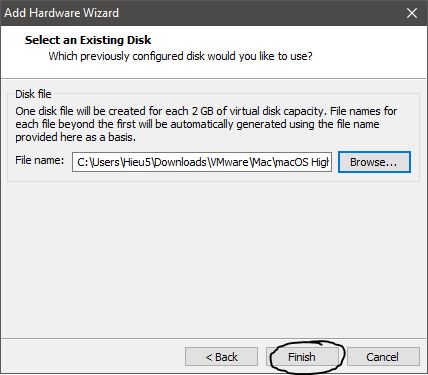 Add Hardware Wizard
Select an Existing Disk
Which previously configured disk would you like to use?
Disk file
One disk file will be created for each 2 GB of virtual disk capacity. File names for
each file beyond the first will be automatically generated using the file name
provided here as a basis.
File name: C:\Users\Hieu5\Downloads\VMware\Mac\macOS High Browse...
< Back Finish Cancel